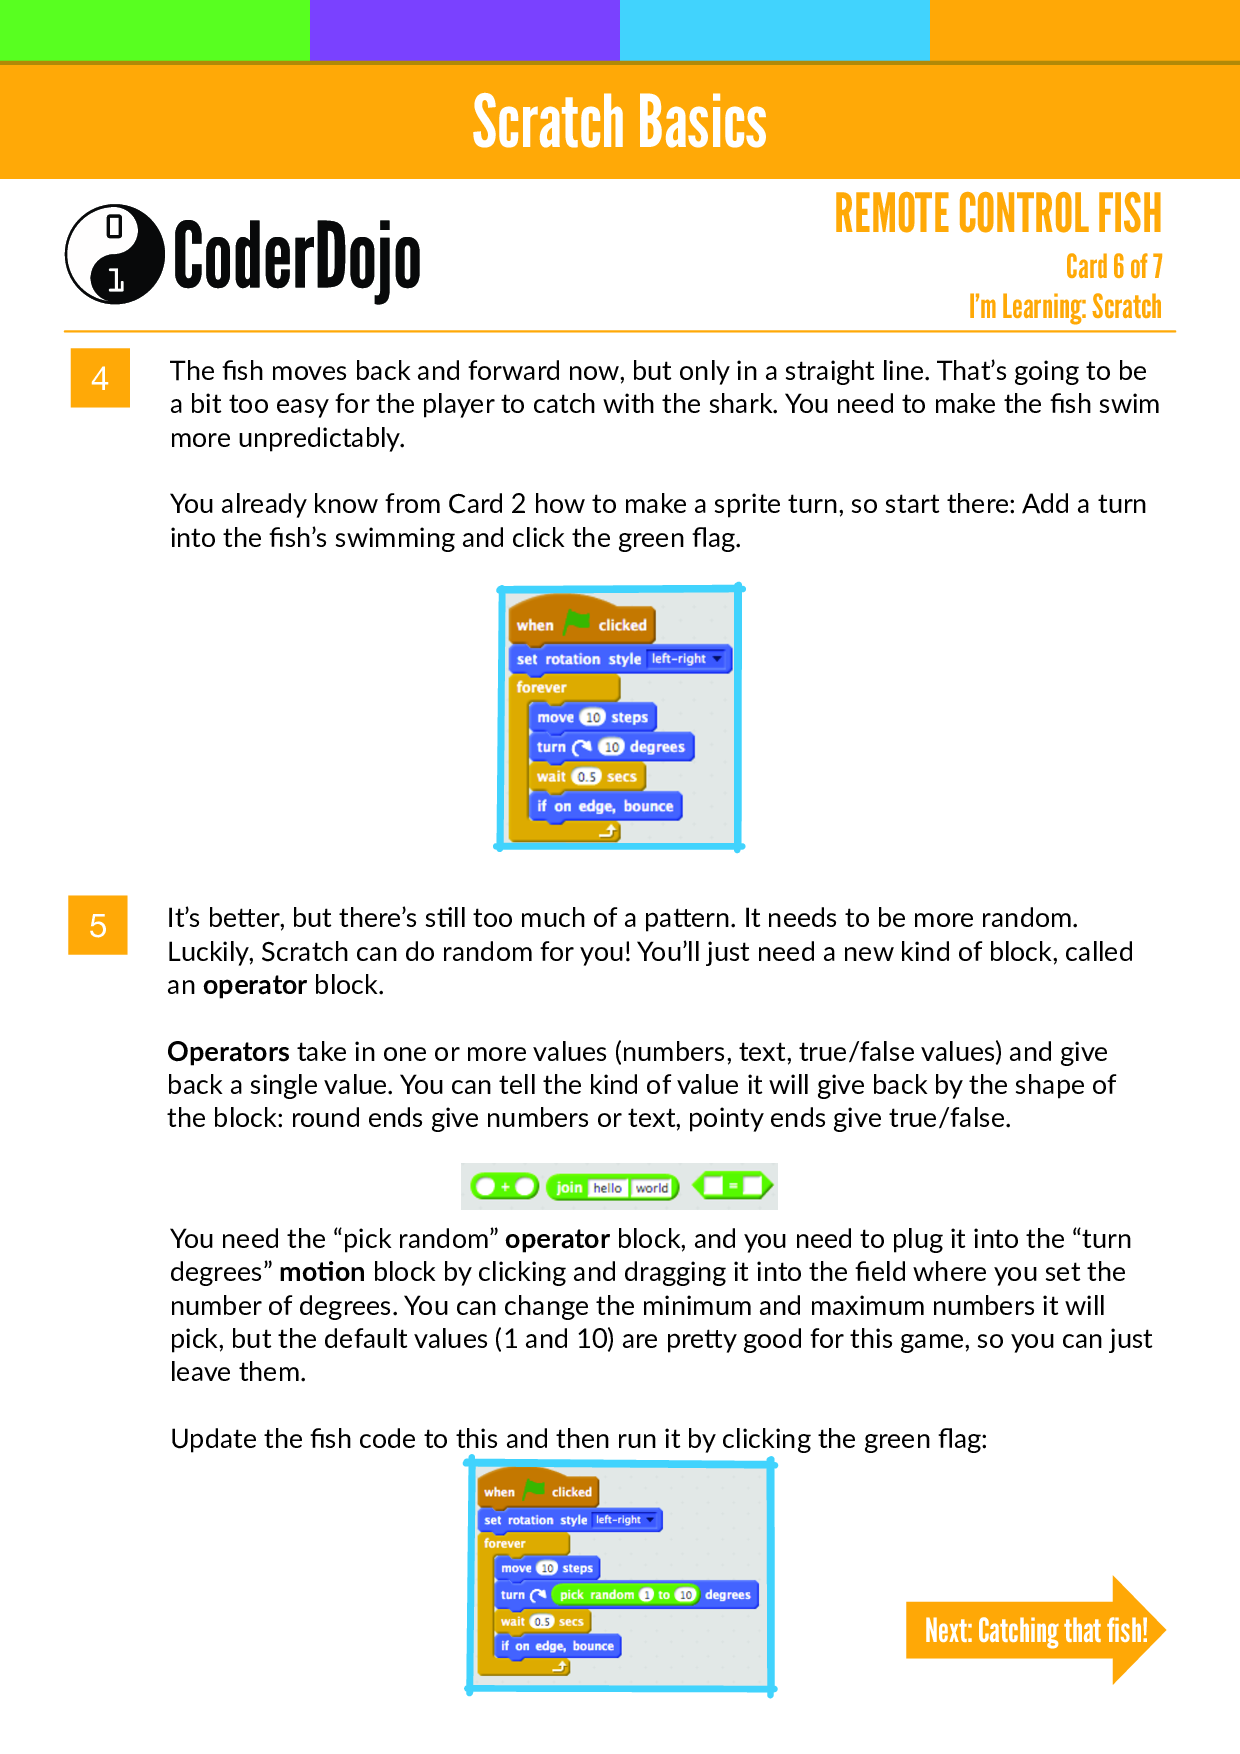 Scratch Basics
0
1
CoderDojo
REMOTE CONTROL FISH
Card 6 of 7
I'm Learning: Scratch
4
The fish moves back and forward now, but only in a straight line. That's going to be
a bit too easy for the player to catch with the shark. You need to make the fish swim
more unpredictably.
You already know from Card 2 how to make a sprite turn, so start there: Add a turn
into the fish's swimming and click the green flag.
when clicked
set rotation style left-right
forever
move 10 steps
turn 10 degrees
wait 0.5 secs
if on edge, bounce
5
It's better, but there's still too much of a pattern. It needs to be more random.
Luckily, Scratch can do random for you! You'll just need a new kind of block, called
an operator block.
Operators take in one or more values (numbers, text, true/false values) and give
back a single value. You can tell the kind of value it will give back by the shape of
the block: round ends give numbers or text, pointy ends give true/false.
+ join hello world =
You need the “pick random” operator block, and you need to plug it into the “turn
degrees” motion block by clicking and dragging it into the field where you set the
number of degrees. You can change the minimum and maximum numbers it will
pick, but the default values (1 and 10) are pretty good for this game, so you can just
leave them.
Update the fish code to this and then run it by clicking the green flag:
when clicked
set rotation style left-right
forever
move 10 steps
turn pick random 1 to 10 degrees
wait 0.5 secs
if on edge, bounce
Next: Catching that fish!